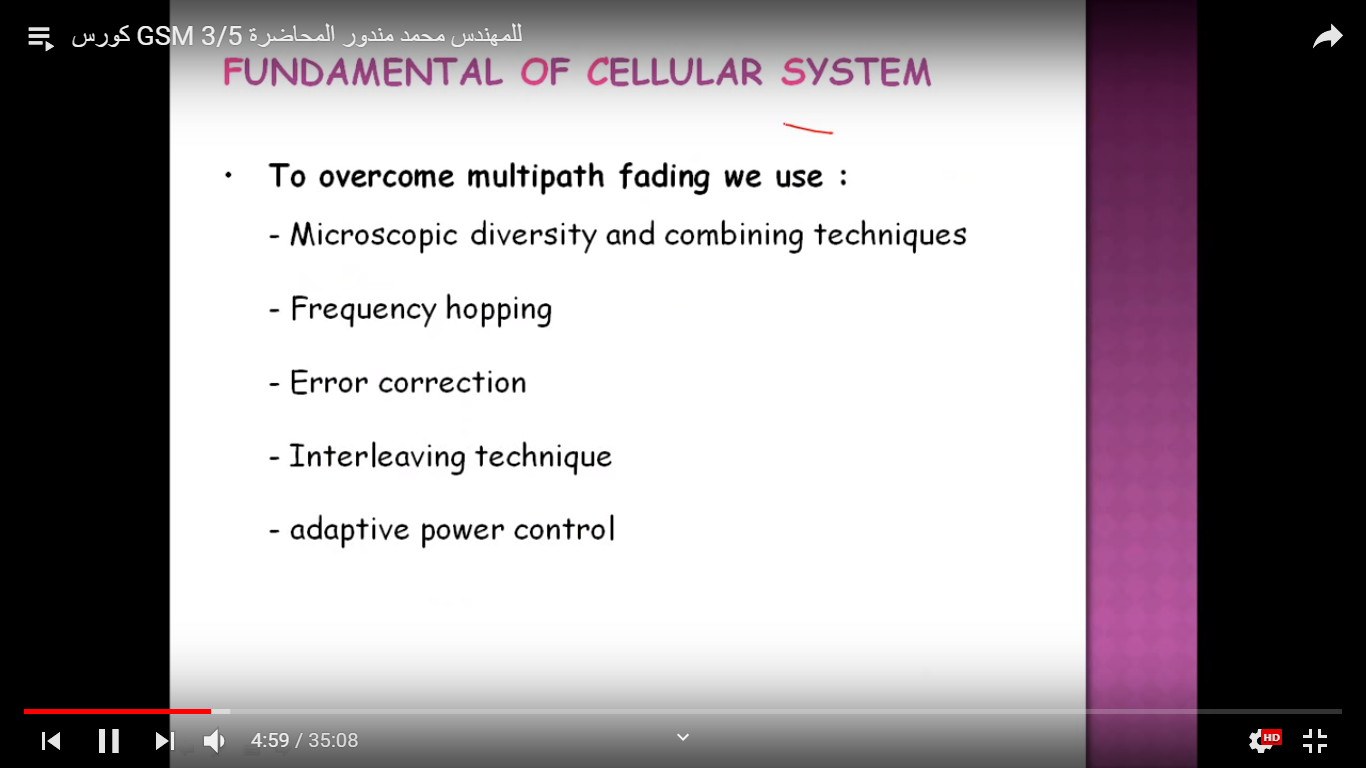 كورس GSM 3/5 للمهندس محمد مندور المحاضرة
FUNDAMENTAL OF CELLULAR SYSTEM
• To overcome multipath fading we use :
- Microscopic diversity and combining techniques
- Frequency hopping
- Error correction
- Interleaving technique
- adaptive power control
4:59 / 35:08
HD